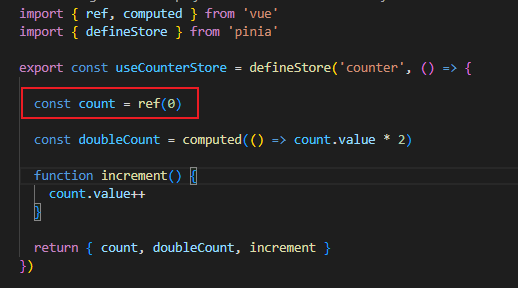 import { ref, computed } from 'vue'
import { defineStore } from 'pinia'
export const useCounterStore = defineStore('counter', () => {
const count = ref(0)
const doubleCount = computed(() => count.value * 2)
function increment() {
count.value++
}
return { count, doubleCount, increment }
})